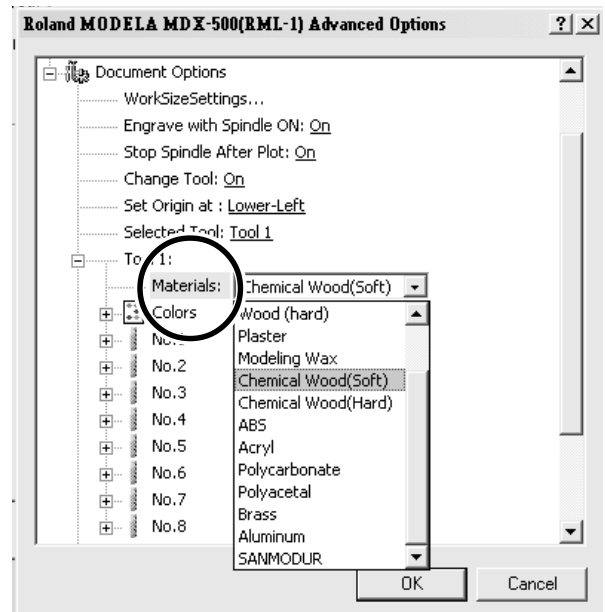 Roland MODELA MDX-500(RML-1) Advanced Options
Document Options
WorkSizeSettings...
Engrave with Spindle ON: On
Stop Spindle After Plot: On
Change Tool: On
Set Origin at : Lower-Left
Selected Tool: Tool 1
1:
Materials: Chemical Wood(Soft)
Colors
Wood (hard)
Plaster
No.2
Modeling Wax
Chemical Wood(Soft)
No.3
Chemical Wood(Hard)
No.4
ABS
No.5
Acryl
No.6
Polycarbonate
No.7
Polyacetal
Brass
No.8
Aluminum
SANMODUR
OK Cancel